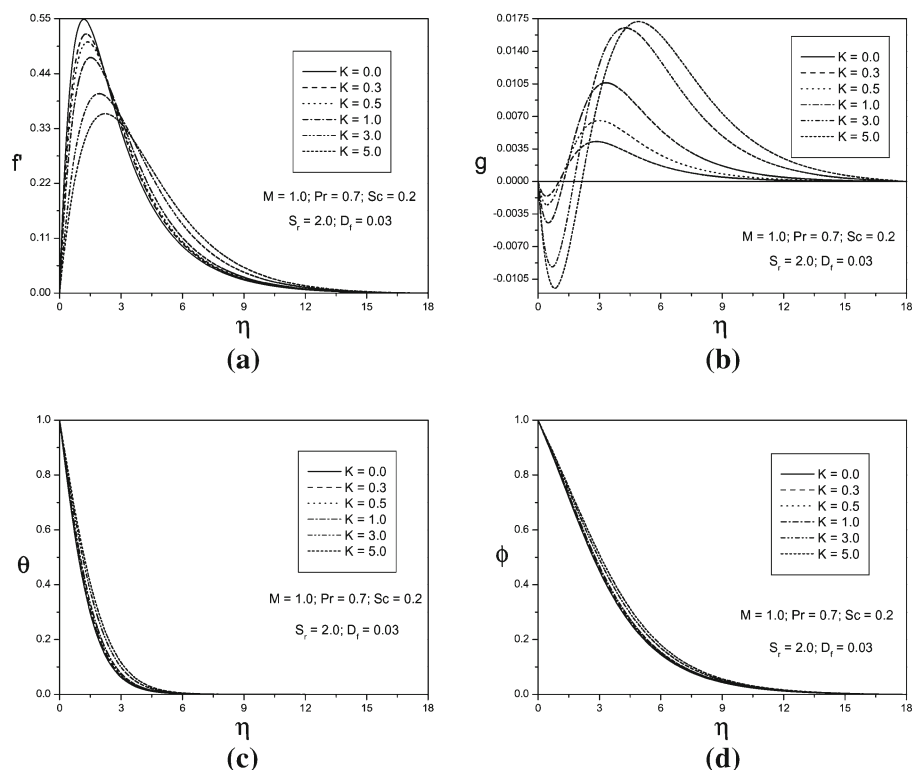 0.55
0.44
0.33
0.22
0.11
0.00
f'
K = 0.0
K = 0.3
K = 0.5
K = 1.0
K = 3.0
K = 5.0
M = 1.0; Pr = 0.7; Sc = 0.2
S_r = 2.0; D_f = 0.03
0 3 6 9 12 15 18
η
(a)
0.0175
0.0140
0.0105
0.0070
0.0035
0.0000
-0.0035
-0.0070
-0.0105
g
K = 0.0
K = 0.3
K = 0.5
K = 1.0
K = 3.0
K = 5.0
M = 1.0; Pr = 0.7; Sc = 0.2
S_r = 2.0; D_f = 0.03
0 3 6 9 12 15 18
η
(b)
1.0
0.8
0.6
0.4
0.2
0.0
θ
K = 0.0
K = 0.3
K = 0.5
K = 1.0
K = 3.0
K = 5.0
M = 1.0; Pr = 0.7; Sc = 0.2
S_r = 2.0; D_f = 0.03
0 3 6 9 12 15 18
η
(c)
1.0
0.8
0.6
0.4
0.2
0.0
ϕ
K = 0.0
K = 0.3
K = 0.5
K = 1.0
K = 3.0
K = 5.0
M = 1.0; Pr = 0.7; Sc = 0.2
S_r = 2.0; D_f = 0.03
0 3 6 9 12 15 18
η
(d)